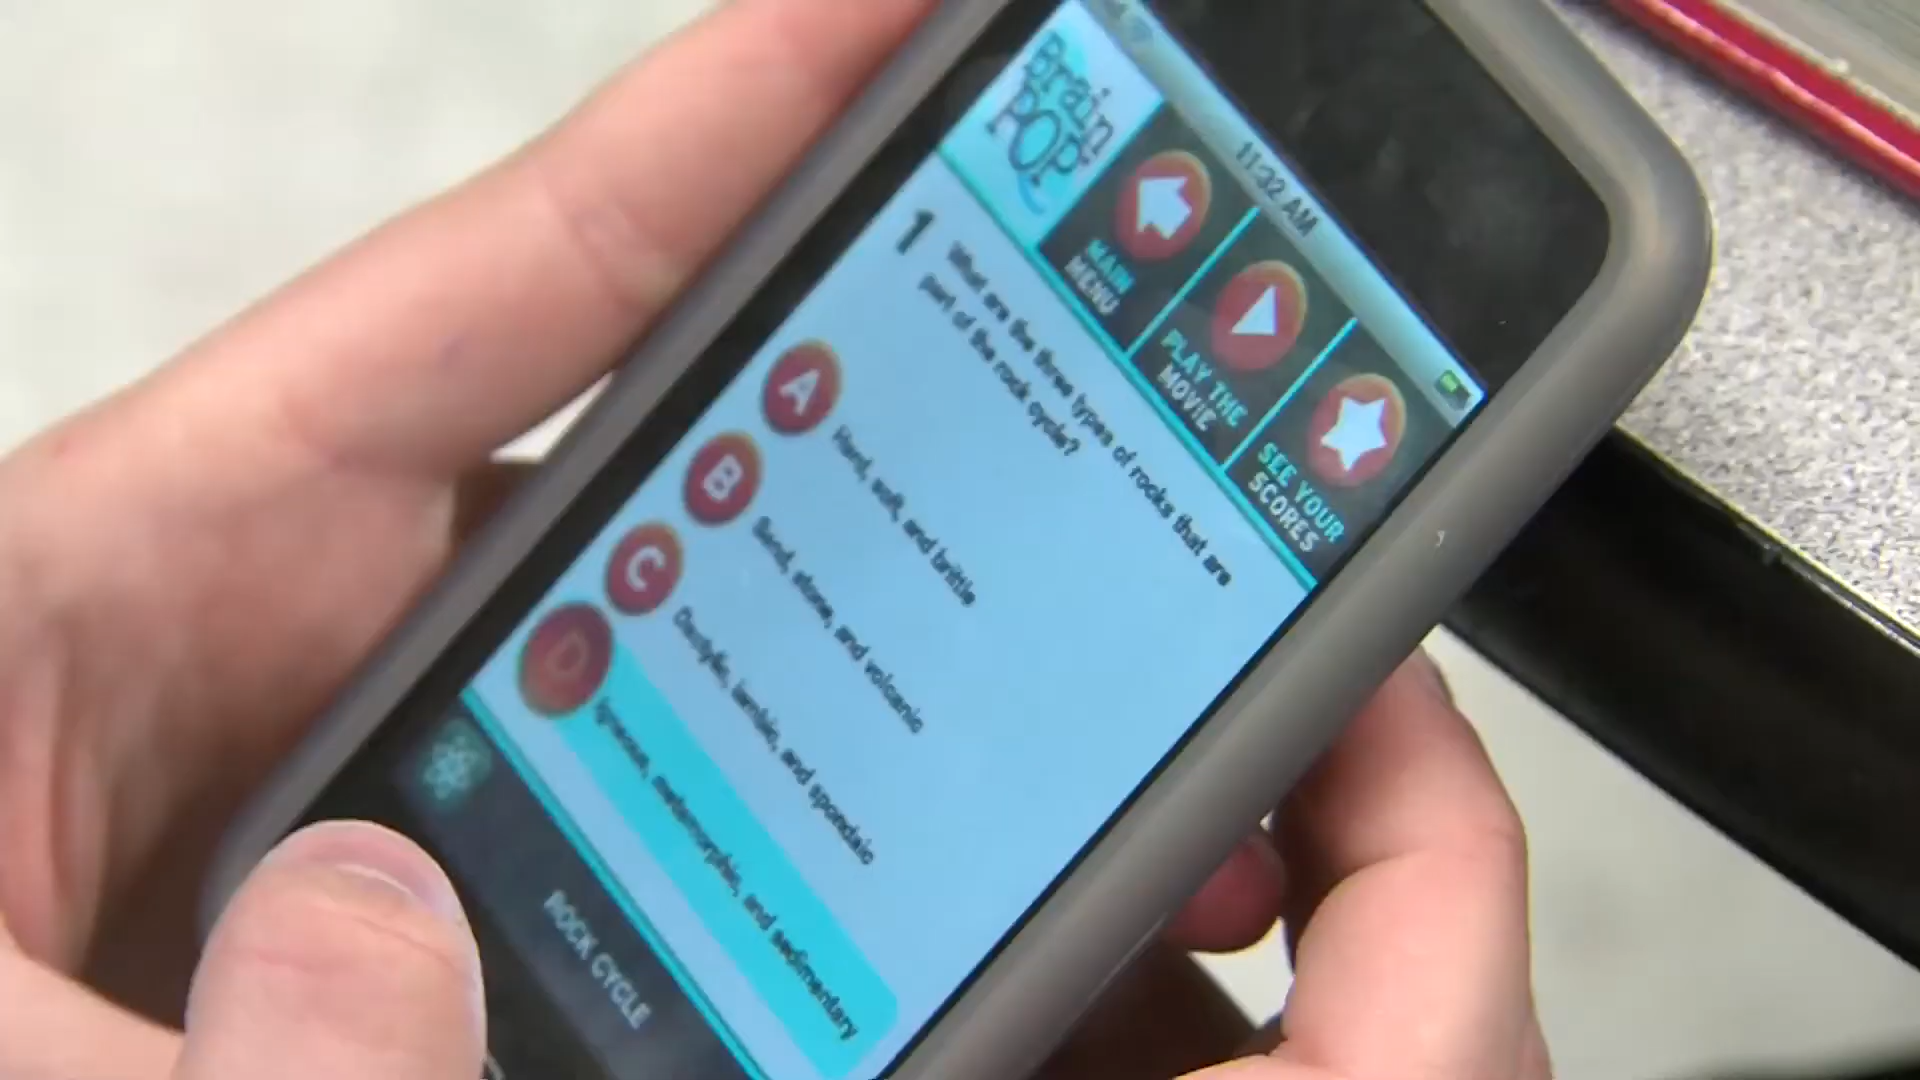 11:32 AM
Brain
POP
MAIN
MENU
PLAY THE
MOVIE
SEE YOUR
SCORES
1
What are the three types of rocks that are
part of the rock cycle?
A
Hard, soft, and brittle
B
Sand, stone, and volcanic
C
Dactylic, iambic, and spondaic
D
Igneous, metamorphic, and sedimentary
ROCK CYCLE